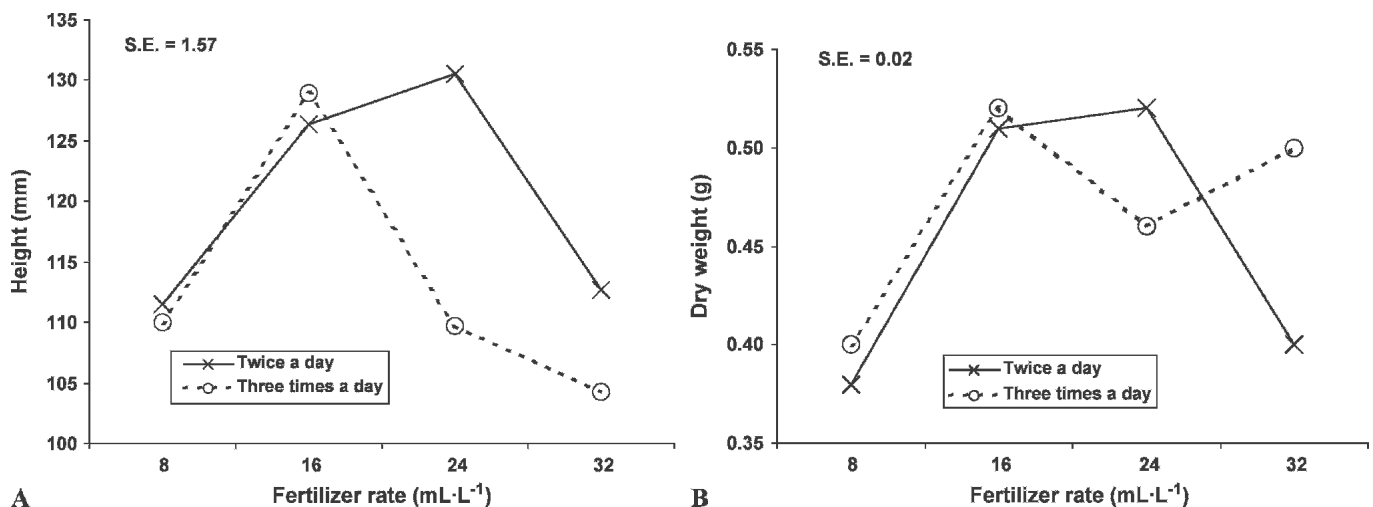 135
130
125
120
115
110
105
100
Height (mm)
S.E. = 1.57
Twice a day
Three times a day
8 16 24 32
Fertilizer rate (mL·L⁻¹)
A
0.55
0.50
0.45
0.40
0.35
Dry weight (g)
S.E. = 0.02
Twice a day
Three times a day
8 16 24 32
Fertilizer rate (mL·L⁻¹)
B